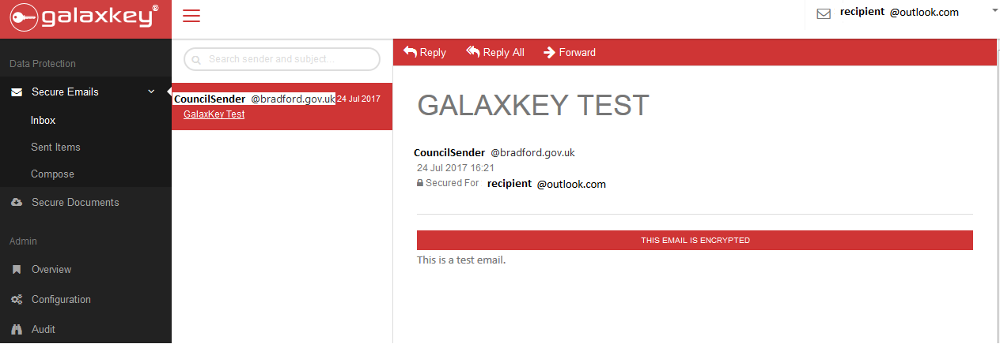 galaxkey®
recipient @outlook.com
Data Protection
Secure Emails
Inbox
Sent Items
Compose
Secure Documents
Admin
Overview
Configuration
Audit
Search sender and subject...
CouncilSender @bradford.gov.uk 24 Jul 2017
GalaxKey Test
Reply Reply All Forward
GALAXKEY TEST
CouncilSender @bradford.gov.uk
24 Jul 2017 16:21
Secured For recipient @outlook.com
THIS EMAIL IS ENCRYPTED
This is a test email.